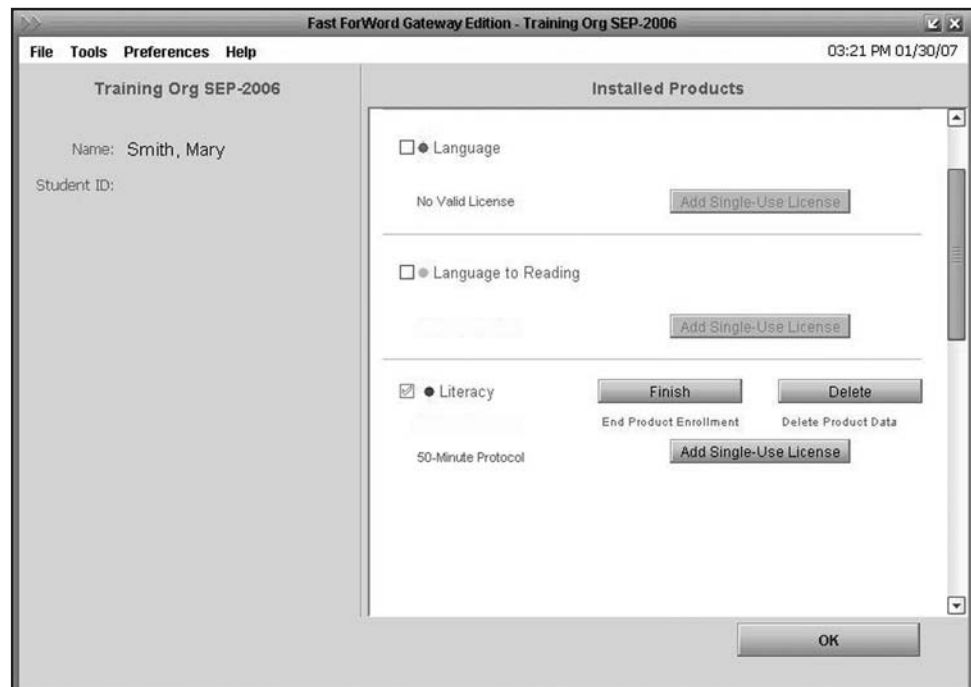 Fast ForWord Gateway Edition - Training Org SEP-2006
File Tools Preferences Help 03:21 PM 01/30/07
Training Org SEP-2006
Installed Products
Name: Smith, Mary
Student ID:
Language
No Valid License Add Single-Use License
Language to Reading
Add Single-Use License
Literacy Finish Delete
End Product Enrollment Delete Product Data
50-Minute Protocol Add Single-Use License
OK